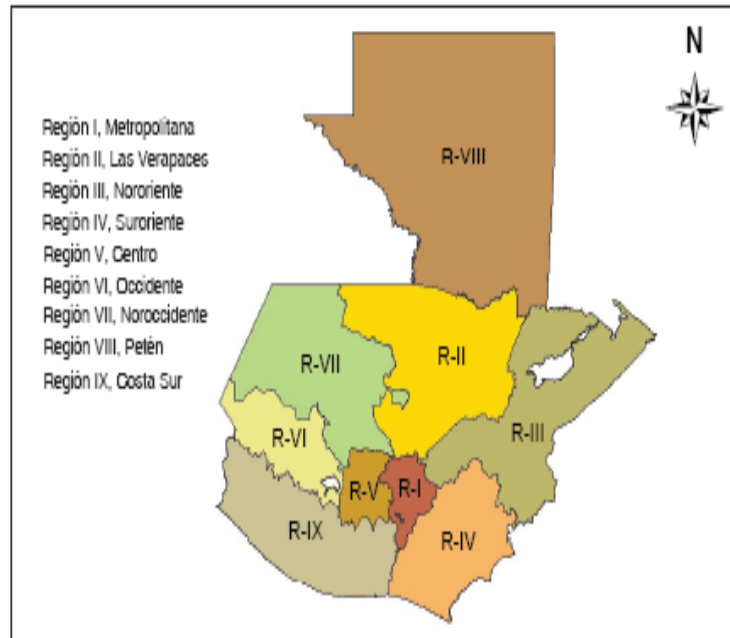 N
Región I, Metropolitana
Región II, Las Verapaces
Región III, Nororiente
Región IV, Suroriente
Región V, Centro
Región VI, Occidente
Región VII, Noroccidente
Región VIII, Petén
Región IX, Costa Sur
R-VIII
R-VII
R-II
R-III
R-VI
R-V
R-I
R-IX
R-IV